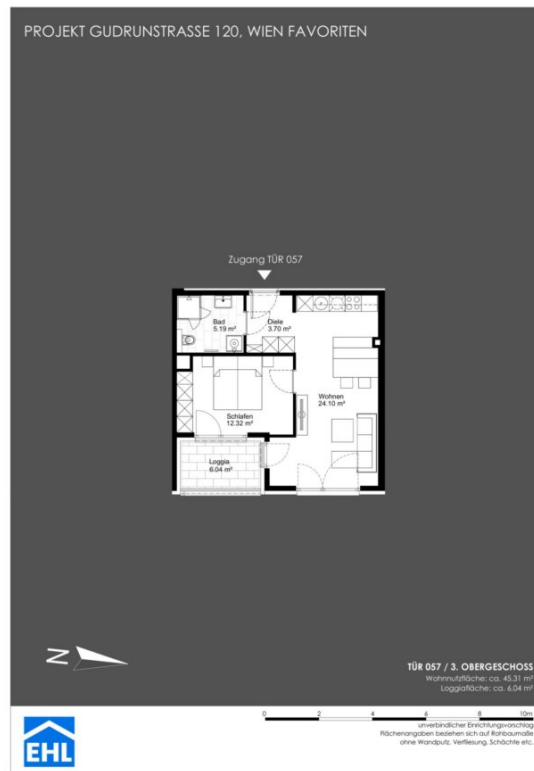 PROJEKT GUDRUNSTRASSE 120, WIEN FAVORITEN
Zugang TÜR 057
Bad
5.19 m²
Diele
3.70 m²
Wohnen
24.10 m²
Schlafen
12.32 m²
Loggia
6.04 m²
N
TÜR 057 / 3. OBERGESCHOSS
Wohnnutzfläche: ca. 45.31 m²
Loggiafläche: ca. 6.04 m²
0 2 4 6 8 10m
unverbindlicher Einrichtungsvorschlag
Flächenangaben beziehen sich auf Rohbaumaße
ohne Wandputz, Verfliesung, Schächte etc.
EHL